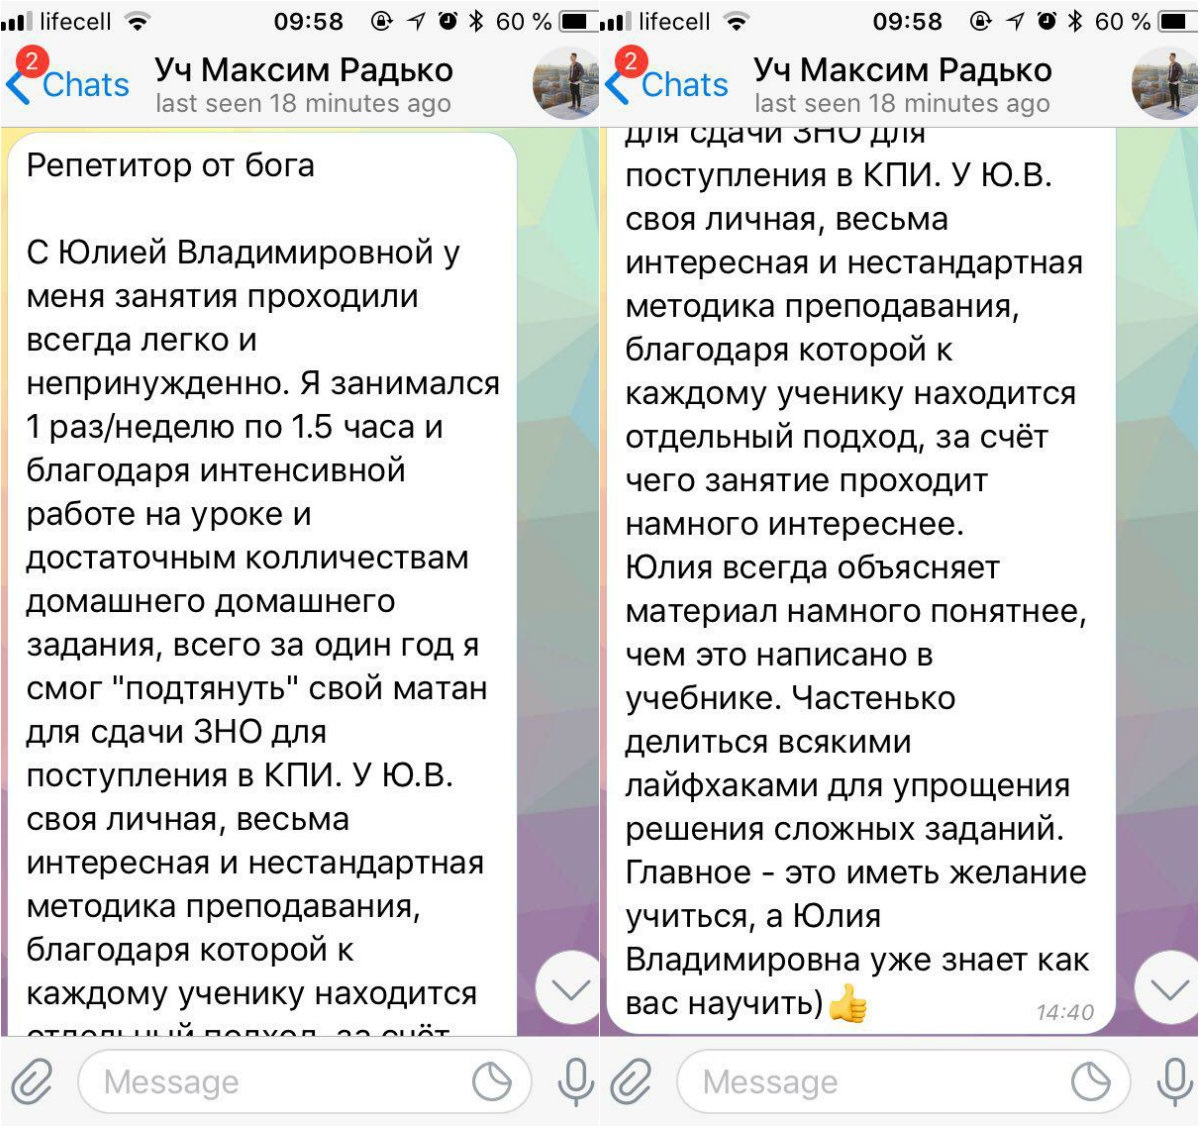 lifecell 09:58 60 %
2
Chats
Уч Максим Радько
last seen 18 minutes ago
Репетитор от бога
С Юлией Владимировной у
меня занятия проходили
всегда легко и
непринужденно. Я занимался
1 раз/неделю по 1.5 часа и
благодаря интенсивной
работе на уроке и
достаточным колличествам
домашнего домашнего
задания, всего за один год я
смог "подтянуть" свой матан
для сдачи ЗНО для
поступления в КПИ. У Ю.В.
своя личная, весьма
интересная и нестандартная
методика преподавания,
благодаря которой к
каждому ученику находится
отдельный подход, за счёт
Message
lifecell 09:58 60 %
2
Chats
Уч Максим Радько
last seen 18 minutes ago
для сдачи ЗНО для
поступления в КПИ. У Ю.В.
своя личная, весьма
интересная и нестандартная
методика преподавания,
благодаря которой к
каждому ученику находится
отдельный подход, за счёт
чего занятие проходит
намного интереснее.
Юлия всегда объясняет
материал намного понятнее,
чем это написано в
учебнике. Частенько
делиться всякими
лайфхаками для упрощения
решения сложных заданий.
Главное - это иметь желание
учиться, а Юлия
Владимировна уже знает как
вас научить)👍
14:40
Message